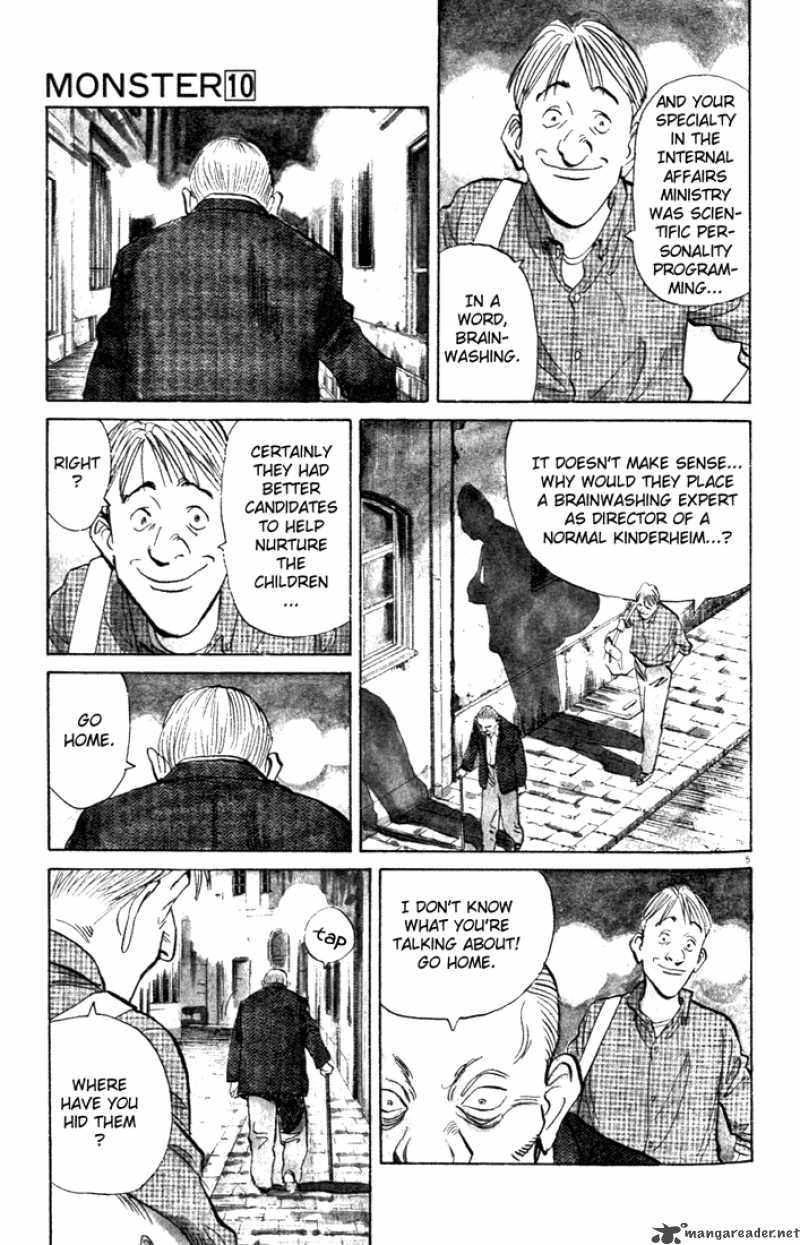 MONSTER 10
AND YOUR
SPECIALTY
IN THE
INTERNAL
AFFAIRS
MINISTRY
WAS SCIEN-
TIFIC PER-
SONALITY
PROGRAM-
MING...
IN A
WORD,
BRAIN-
WASHING.
IT DOESN'T MAKE SENSE...
WHY WOULD THEY PLACE
A BRAINWASHING EXPERT
AS DIRECTOR OF A
NORMAL KINDERHEIM...?
CERTAINLY
THEY HAD
BETTER
CANDIDATES
TO HELP
NURTURE
THE
CHILDREN
...
RIGHT
?
GO
HOME.
5
I DON'T KNOW
WHAT YOU'RE
TALKING ABOUT!
GO HOME.
tap
WHERE
HAVE YOU
HID THEM
?
mangareader.net